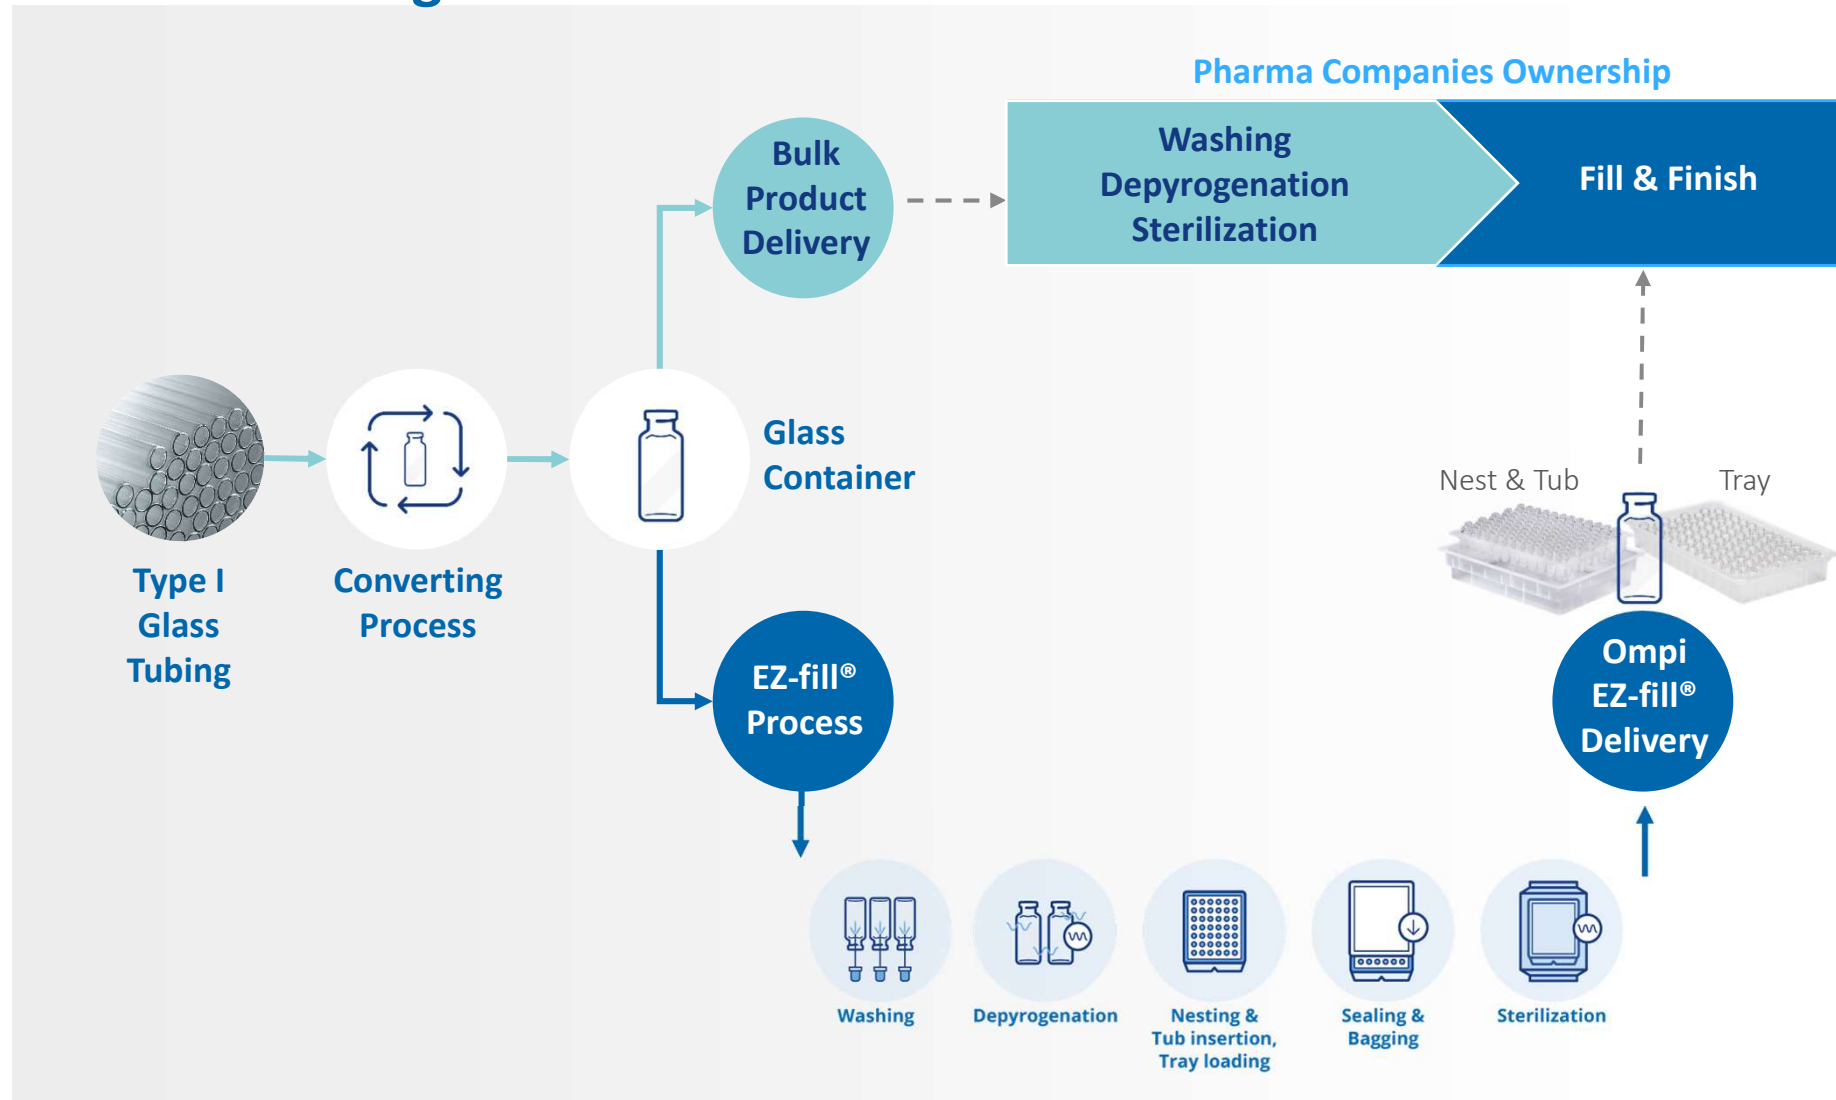 Pharma Companies Ownership
Bulk
Product
Delivery
Washing
Depyrogenation
Sterilization
Fill & Finish
Glass
Container
Nest & Tub
Tray
Type I
Glass
Tubing
Converting
Process
EZ-fill®
Process
Ompi
EZ-fill®
Delivery
Washing
Depyrogenation
Nesting &
Tub insertion,
Tray loading
Sealing &
Bagging
Sterilization